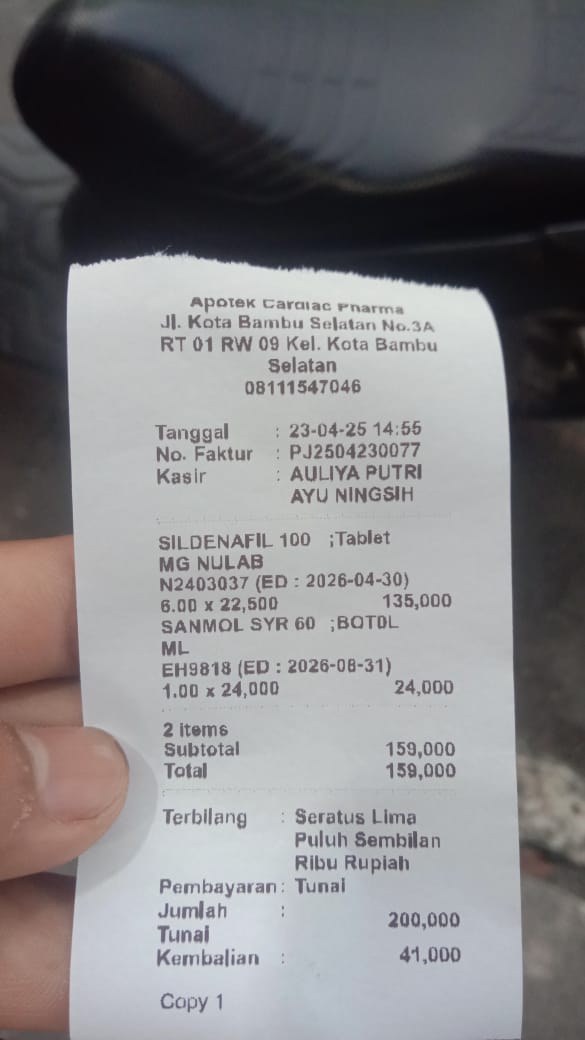 Apotek Cardiac Pharma
Jl. Kota Bambu Selatan No.3A
RT 01 RW 09 Kel. Kota Bambu
Selatan
08111547046
Tanggal : 23-04-25 14:55
No. Faktur : PJ2504230077
Kasir : AULIYA PUTRI
AYU NINGSIH
SILDENAFIL 100 ;Tablet
MG NULAB
N2403037 (ED : 2026-04-30)
6.00 x 22,500 135,000
SANMOL SYR 60 ;BOTOL
ML
EH9818 (ED : 2026-08-31)
1.00 x 24,000 24,000
2 items
Subtotal 159,000
Total 159,000
Terbilang : Seratus Lima
Puluh Sembilan
Ribu Rupiah
Pembayaran : Tunai
Jumlah : 200,000
Tunai
Kembalian : 41,000
Copy 1